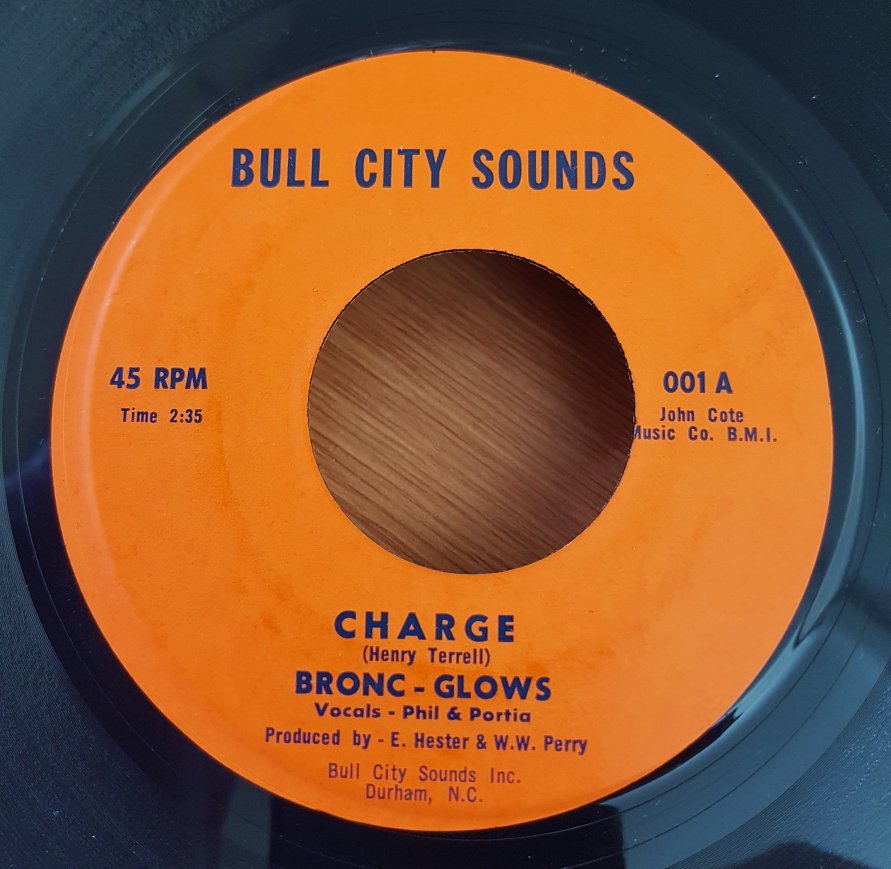 BULL CITY SOUNDS
45 RPM
Time 2:35
001 A
John Cote
Music Co. B.M.I.
CHARGE
(Henry Terrell)
BRONC - GLOWS
Vocals - Phil & Portia
Produced by - E. Hester & W.W. Perry
Bull City Sounds Inc.
Durham, N.C.